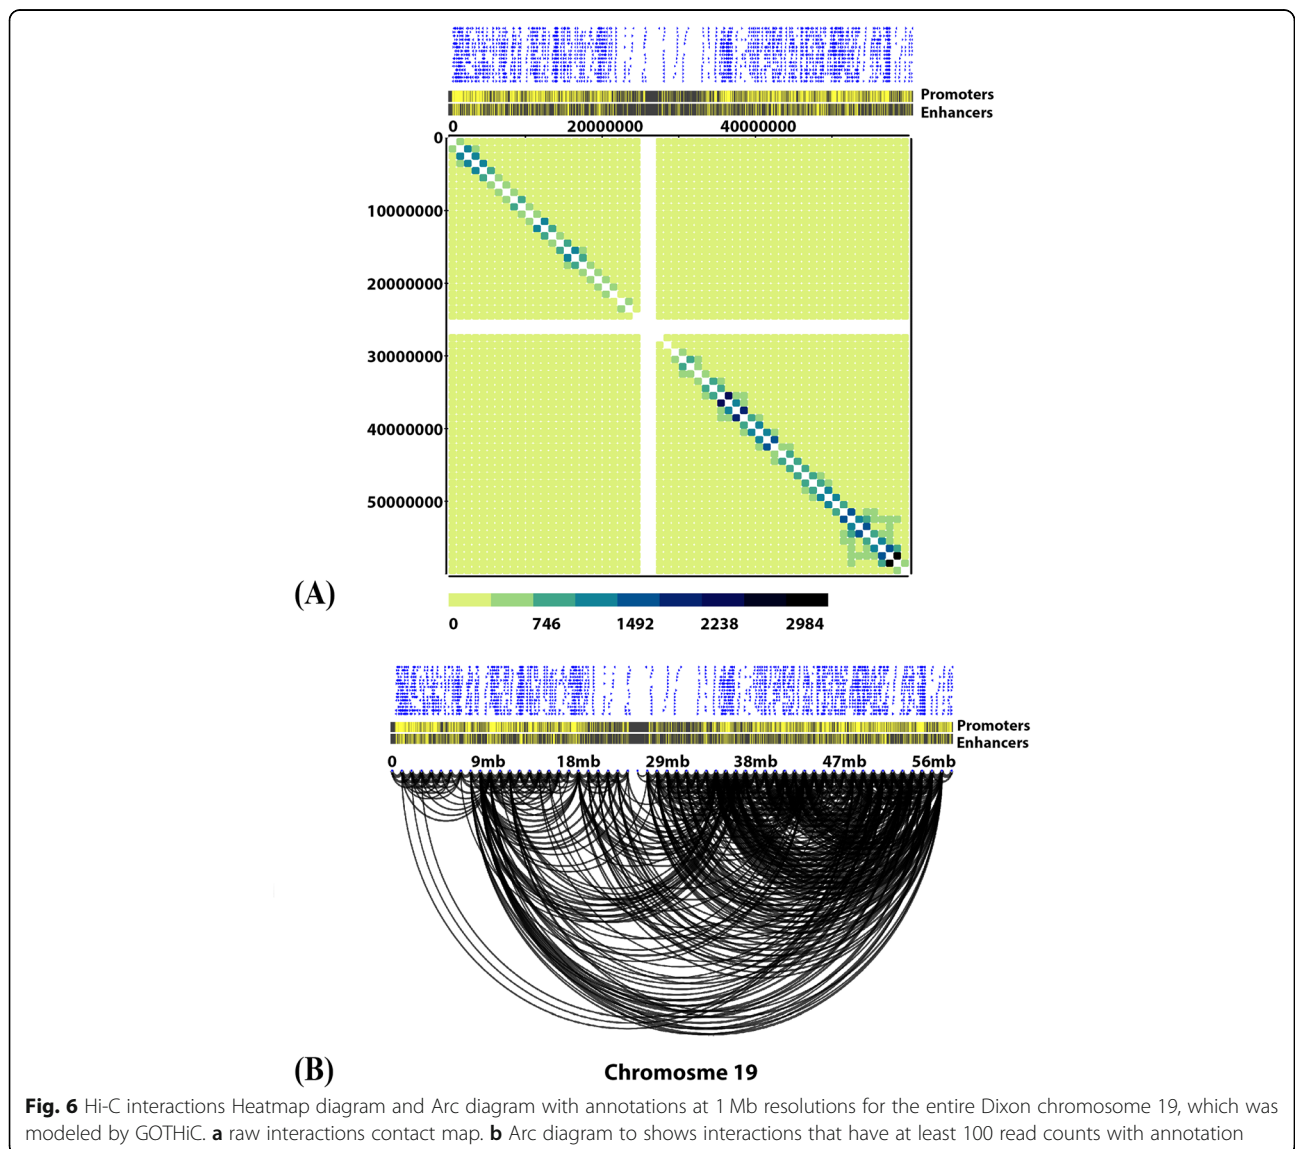 Promoters
Enhancers
0 20000000 40000000
0
10000000
20000000
30000000
40000000
50000000
(A)
0 746 1492 2238 2984
Promoters
Enhancers
0 9mb 18mb 29mb 38mb 47mb 56mb
(B)
Chromosme 19
Fig. 6 Hi-C interactions Heatmap diagram and Arc diagram with annotations at 1 Mb resolutions for the entire Dixon chromosome 19, which was
modeled by GOTHiC. a raw interactions contact map. b Arc diagram to shows interactions that have at least 100 read counts with annotation